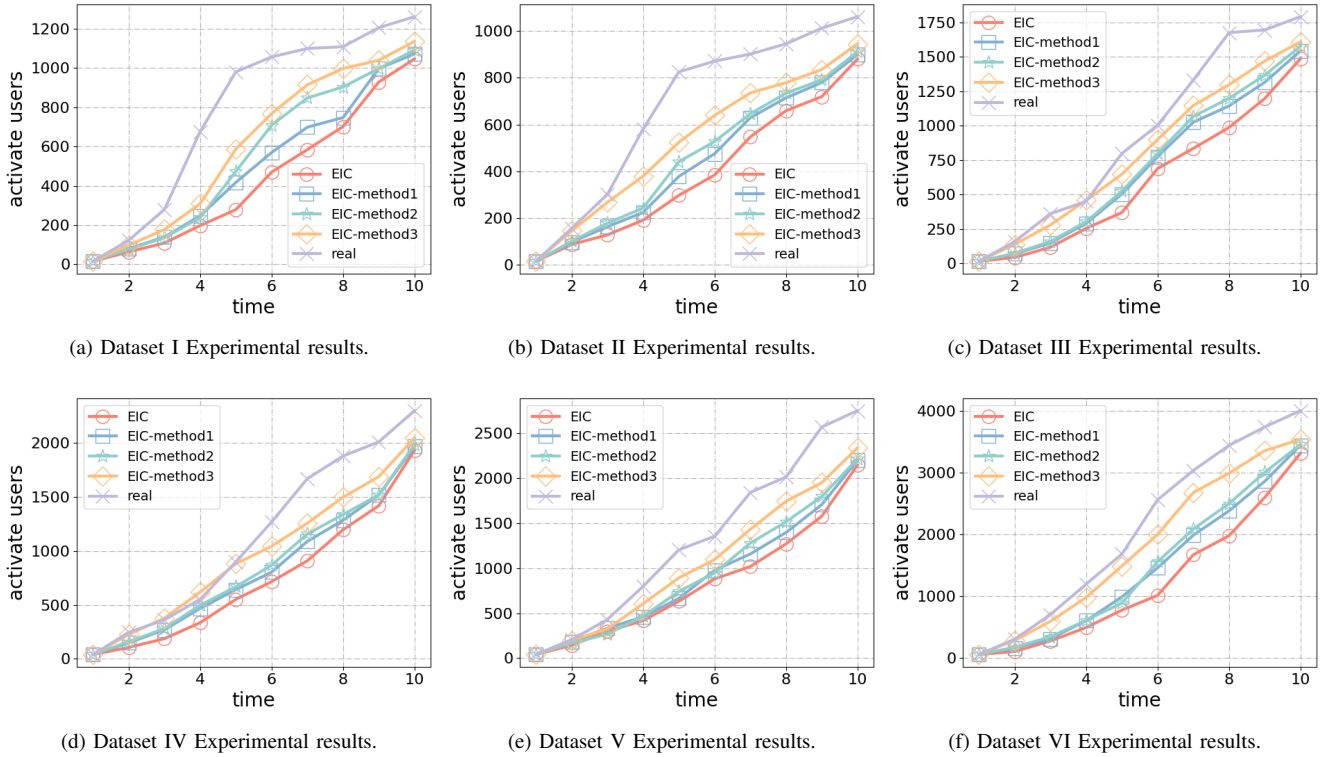 1200
1000
800
600
400
200
0
activate users
EIC
EIC-method1
EIC-method2
EIC-method3
real
2 4 6 8 10
time
(a) Dataset I Experimental results.
1000
800
600
400
200
0
activate users
EIC
EIC-method1
EIC-method2
EIC-method3
real
2 4 6 8 10
time
(b) Dataset II Experimental results.
1750
1500
1250
1000
750
500
250
0
activate users
EIC
EIC-method1
EIC-method2
EIC-method3
real
2 4 6 8 10
time
(c) Dataset III Experimental results.
2000
1500
1000
500
0
activate users
EIC
EIC-method1
EIC-method2
EIC-method3
real
2 4 6 8 10
time
(d) Dataset IV Experimental results.
2500
2000
1500
1000
500
0
activate users
EIC
EIC-method1
EIC-method2
EIC-method3
real
2 4 6 8 10
time
(e) Dataset V Experimental results.
4000
3000
2000
1000
0
activate users
EIC
EIC-method1
EIC-method2
EIC-method3
real
2 4 6 8 10
time
(f) Dataset VI Experimental results.